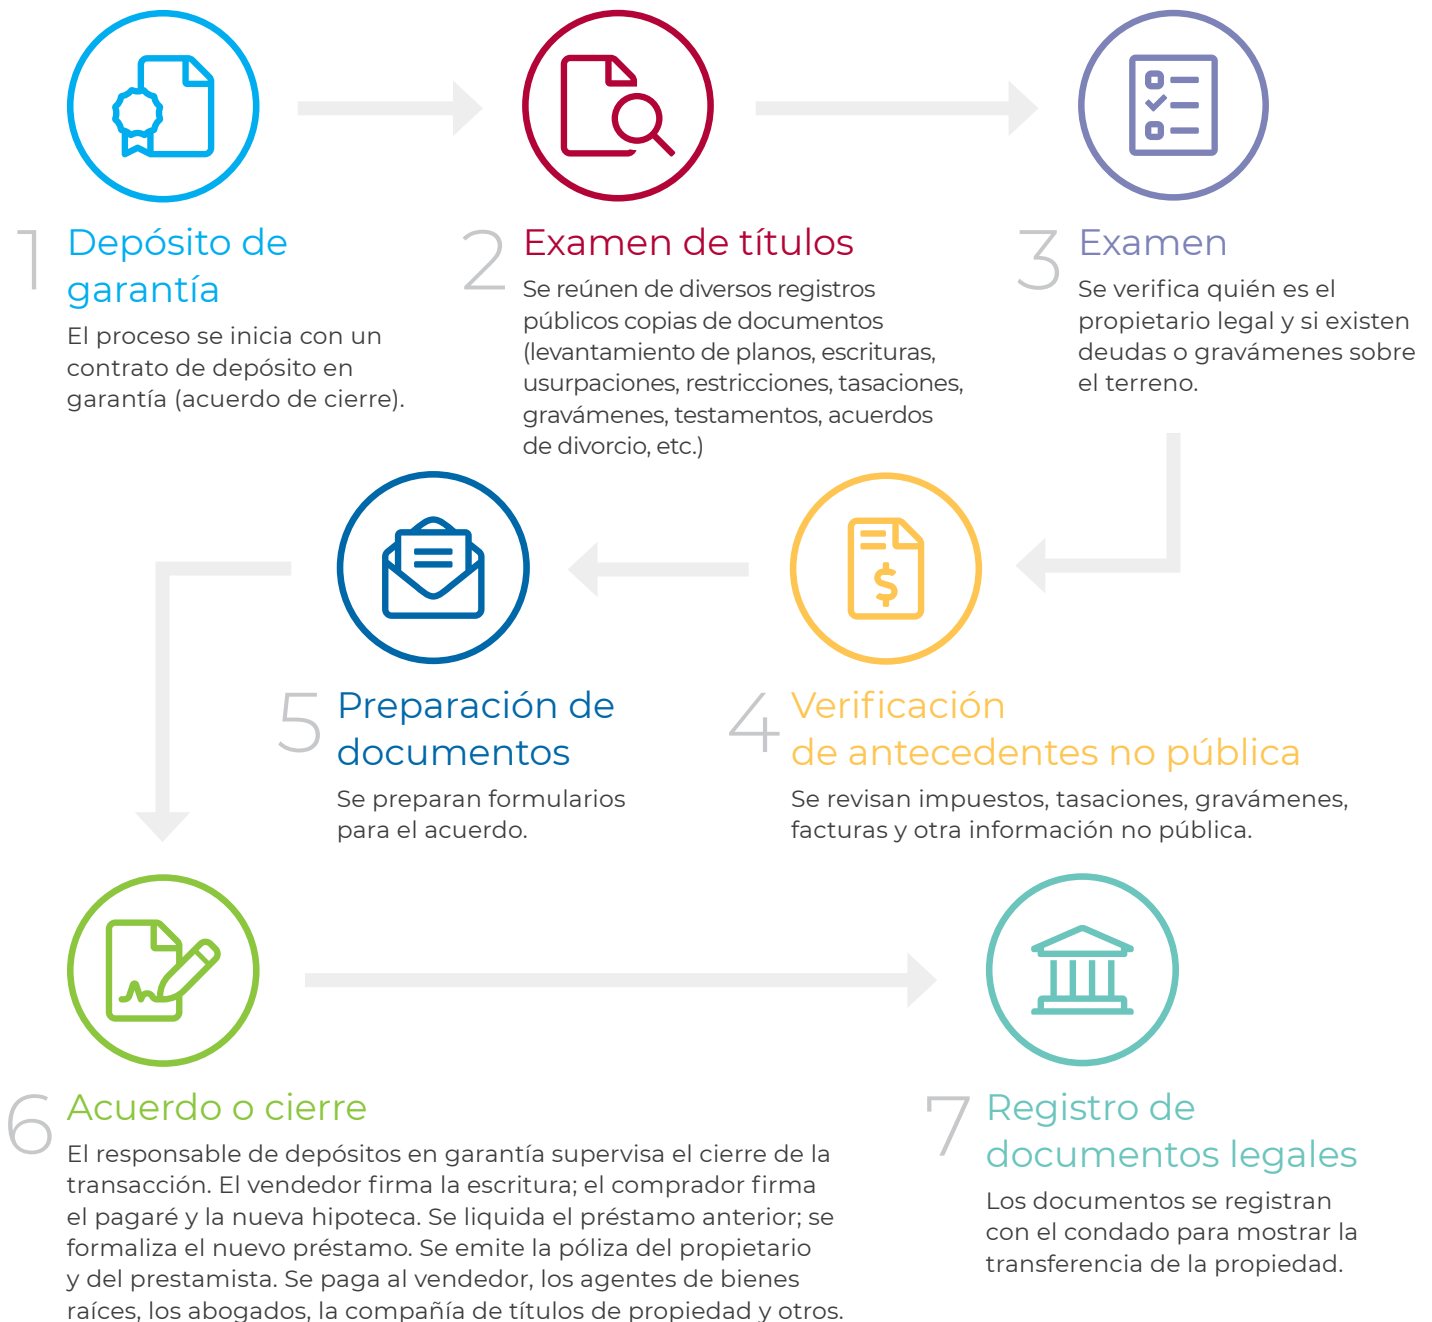 1
Depósito de
garantía
El proceso se inicia con un
contrato de depósito en
garantía (acuerdo de cierre).
2
Examen de títulos
Se reúnen de diversos registros
públicos copias de documentos
(levantamiento de planos, escrituras,
usurpaciones, restricciones, tasaciones,
gravámenes, testamentos, acuerdos
de divorcio, etc.)
3
Examen
Se verifica quién es el
propietario legal y si existen
deudas o gravámenes sobre
el terreno.
$
4
Verificación
de antecedentes no pública
Se revisan impuestos, tasaciones, gravámenes,
facturas y otra información no pública.
5
Preparación de
documentos
Se preparan formularios
para el acuerdo.
6
Acuerdo o cierre
El responsable de depósitos en garantía supervisa el cierre de la
transacción. El vendedor firma la escritura; el comprador firma
el pagaré y la nueva hipoteca. Se liquida el préstamo anterior; se
formaliza el nuevo préstamo. Se emite la póliza del propietario
y del prestamista. Se paga al vendedor, los agentes de bienes
raíces, los abogados, la compañía de títulos de propiedad y otros.
7
Registro de
documentos legales
Los documentos se registran
con el condado para mostrar la
transferencia de la propiedad.